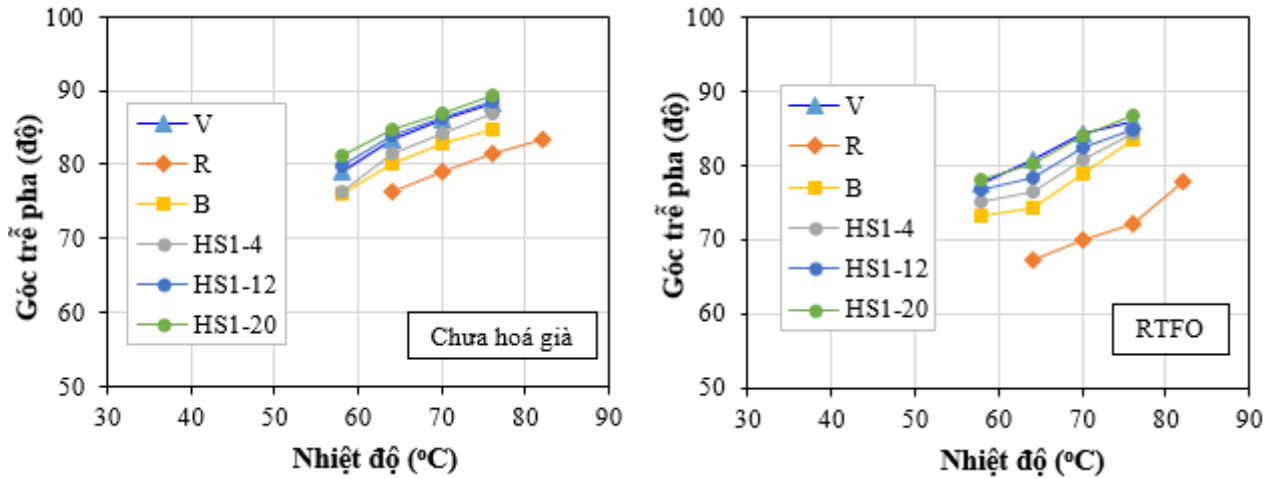 100
90
80
70
60
50
Góc trễ pha (độ)
V
R
B
HS1-4
HS1-12
HS1-20
Chưa hoá già
30 40 50 60 70 80 90
Nhiệt độ (ºC)
100
90
80
70
60
50
Góc trễ pha (độ)
V
R
B
HS1-4
HS1-12
HS1-20
RTFO
30 40 50 60 70 80 90
Nhiệt độ (ºC)